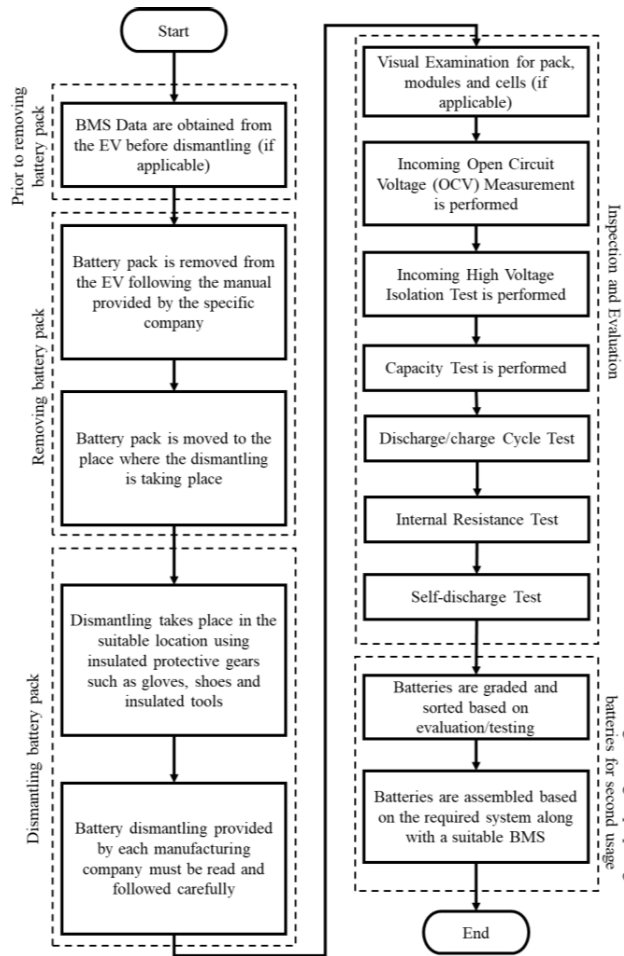 Start
Prior to removing
battery pack
BMS Data are obtained from
the EV before dismantling (if
applicable)
Removing battery pack
Battery pack is removed from
the EV following the manual
provided by the specific
company
Battery pack is moved to the
place where the dismantling
is taking place
Dismantling battery pack
Dismantling takes place in the
suitable location using
insulated protective gears
such as gloves, shoes and
insulated tools
Battery dismantling provided
by each manufacturing
company must be read and
followed carefully
Visual Examination for pack,
modules and cells (if
applicable)
Incoming Open Circuit
Voltage (OCV) Measurement
is performed
Incoming High Voltage
Isolation Test is performed
Capacity Test is performed
Discharge/charge Cycle Test
Internal Resistance Test
Self-discharge Test
Inspection and Evaluation
Batteries are graded and
sorted based on
evaluation/testing
Batteries are assembled based
on the required system along
with a suitable BMS
batteries for second usage
End